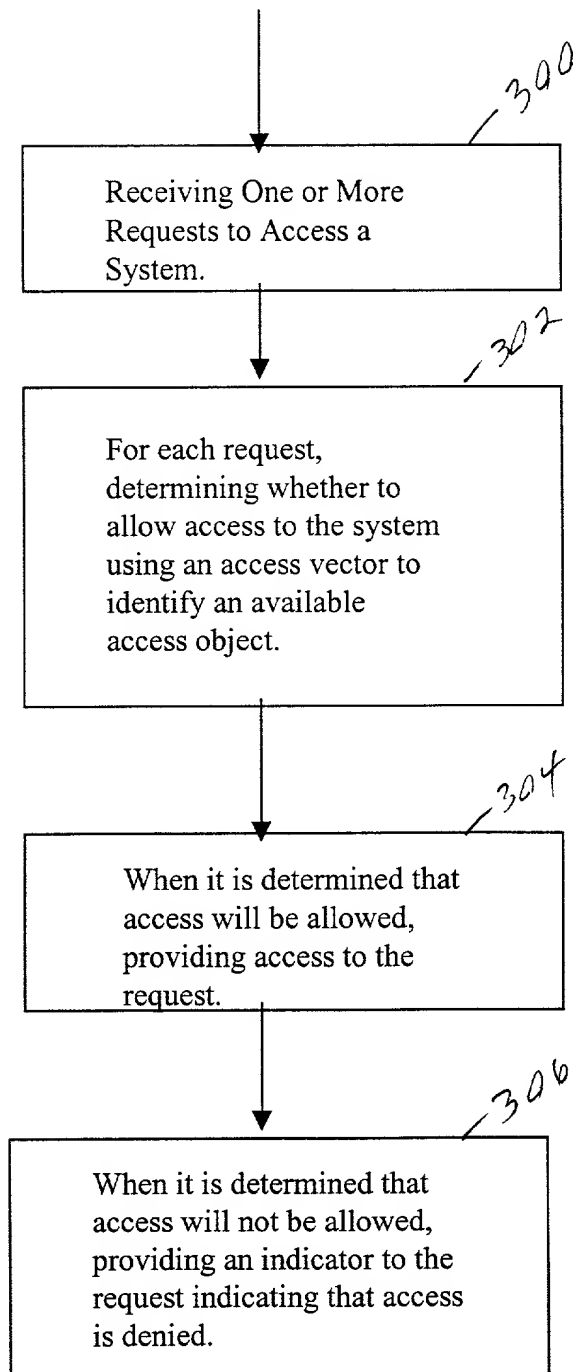 300
Receiving One or More
Requests to Access a
System.
302
For each request,
determining whether to
allow access to the system
using an access vector to
identify an available
access object.
304
When it is determined that
access will be allowed,
providing access to the
request.
306
When it is determined that
access will not be allowed,
providing an indicator to the
request indicating that access
is denied.